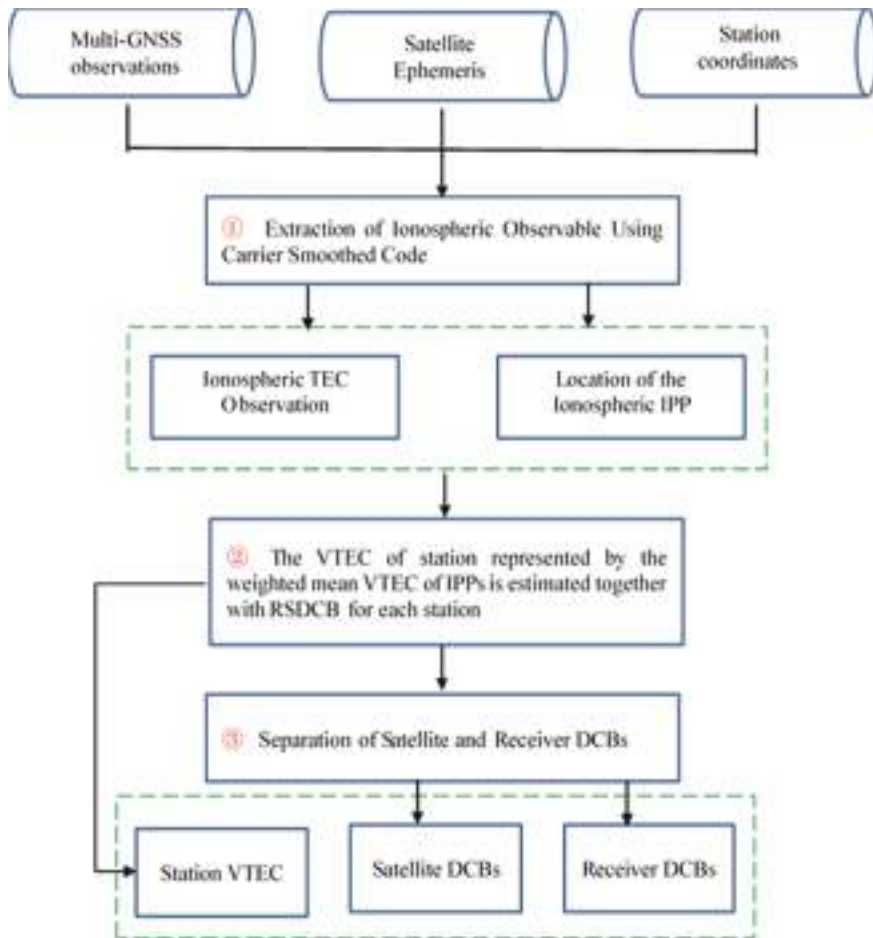 Multi-GNSS
observations
Satellite
Ephemeris
Station
coordinates
① Extraction of Ionospheric Observable Using
Carrier Smoothed Code
Ionospheric TEC
Observation
Location of the
Ionospheric IPP
② The VTEC of station represented by the
weighted mean VTEC of IPPs is estimated together
with RSDCB for each station
③ Separation of Satellite and Receiver DCBs
Station VTEC
Satellite DCBs
Receiver DCBs